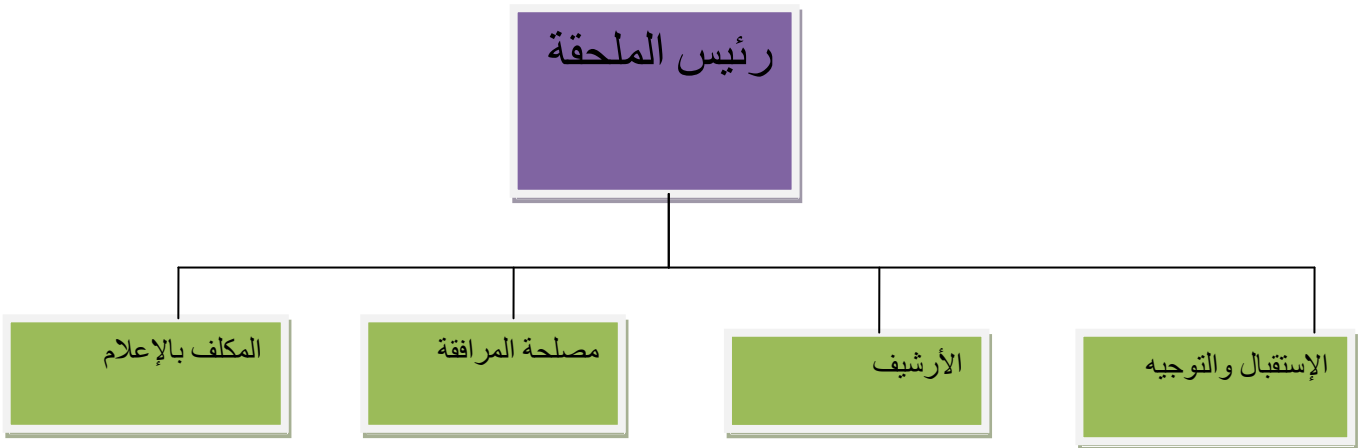 رئيس الملحقة
الإستقبال والتوجيه
الأرشيف
مصلحة المرافقة
المكلف بالإعلام